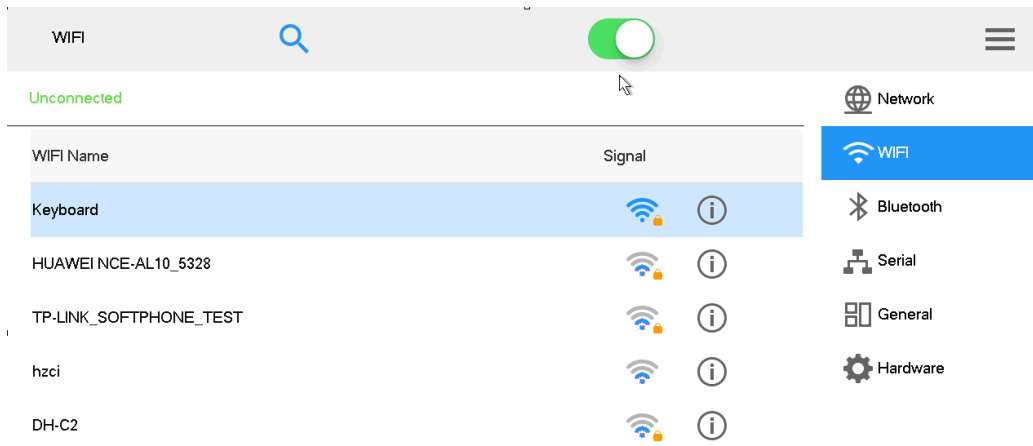 WIFI
Unconnected
WIFI Name Signal
Keyboard
HUAWEI NCE-AL10_5328
TP-LINK_SOFTPHONE_TEST
hzci
DH-C2
Network
WIFI
Bluetooth
Serial
General
Hardware